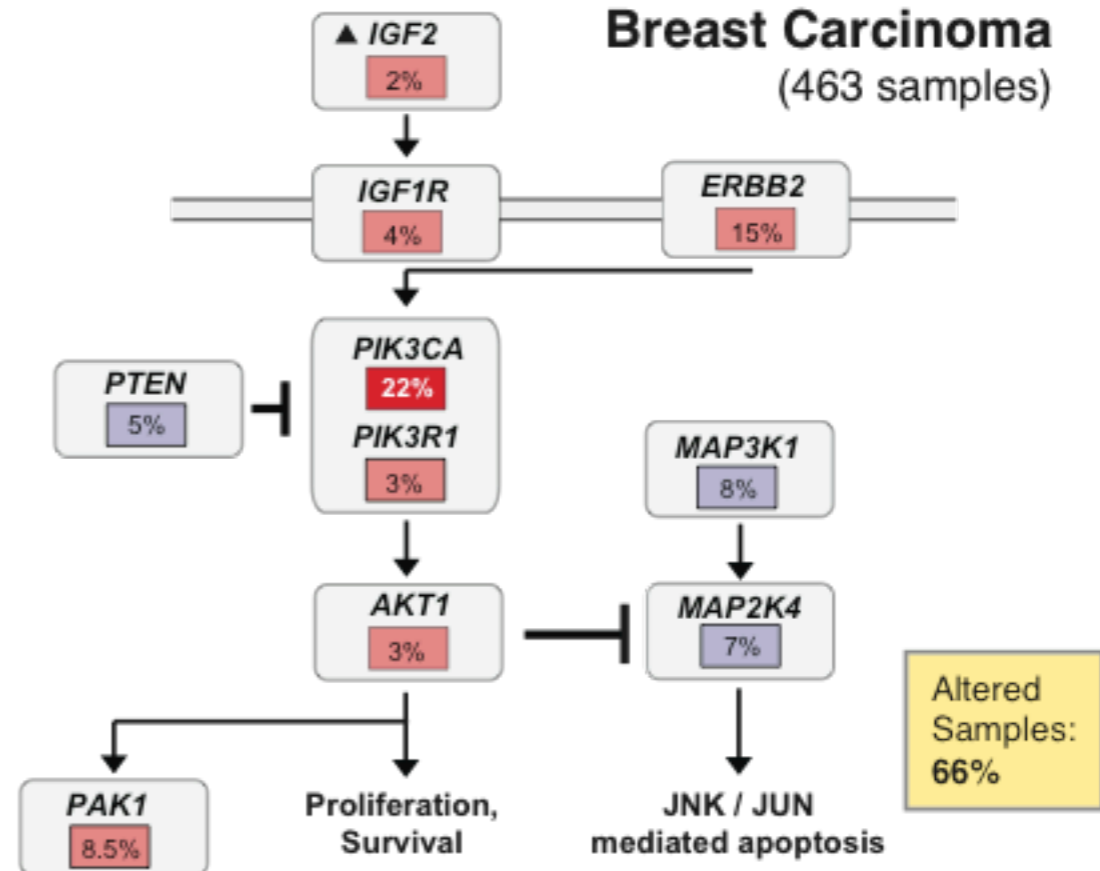 Breast Carcinoma
(463 samples)
▲ IGF2
2%
IGF1R
4%
ERBB2
15%
PIK3CA
22%
PIK3R1
3%
PTEN
5%
MAP3K1
8%
AKT1
3%
MAP2K4
7%
Altered
Samples:
66%
PAK1
8.5%
Proliferation,
Survival
JNK / JUN
mediated apoptosis